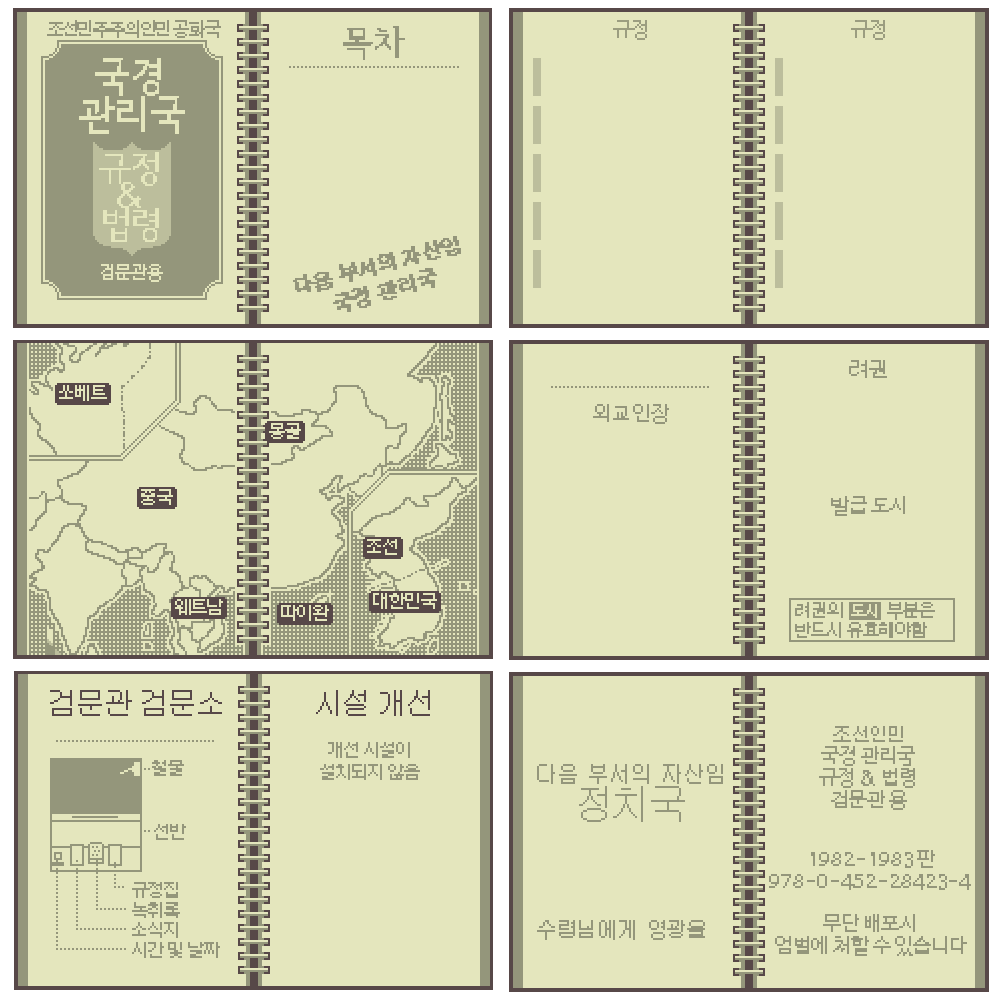 조선민주주의인민 공화국
국경
관리국
규정
&
법령
검문관용
목차
다음 부서의 자산임
국경 관리국
규정
규정
소베트
몽골
중국
조선
대한민국
웨트남
따이완
외교인장
려권
발급 도시
려권의 도시 부분은
반드시 유효해야함
검문관 검문소
철물
선반
규정집
녹취록
소식지
시간 및 날짜
시설 개선
개선 시설이
설치되지 않음
다음 부서의 자산임
정치국
수령님에게 영광을
조선인민
국경 관리국
규정 & 법령
검문관 용
1982-1983판
978-0-452-28423-4
무단 배포시
엄벌에 처할 수 있습니다